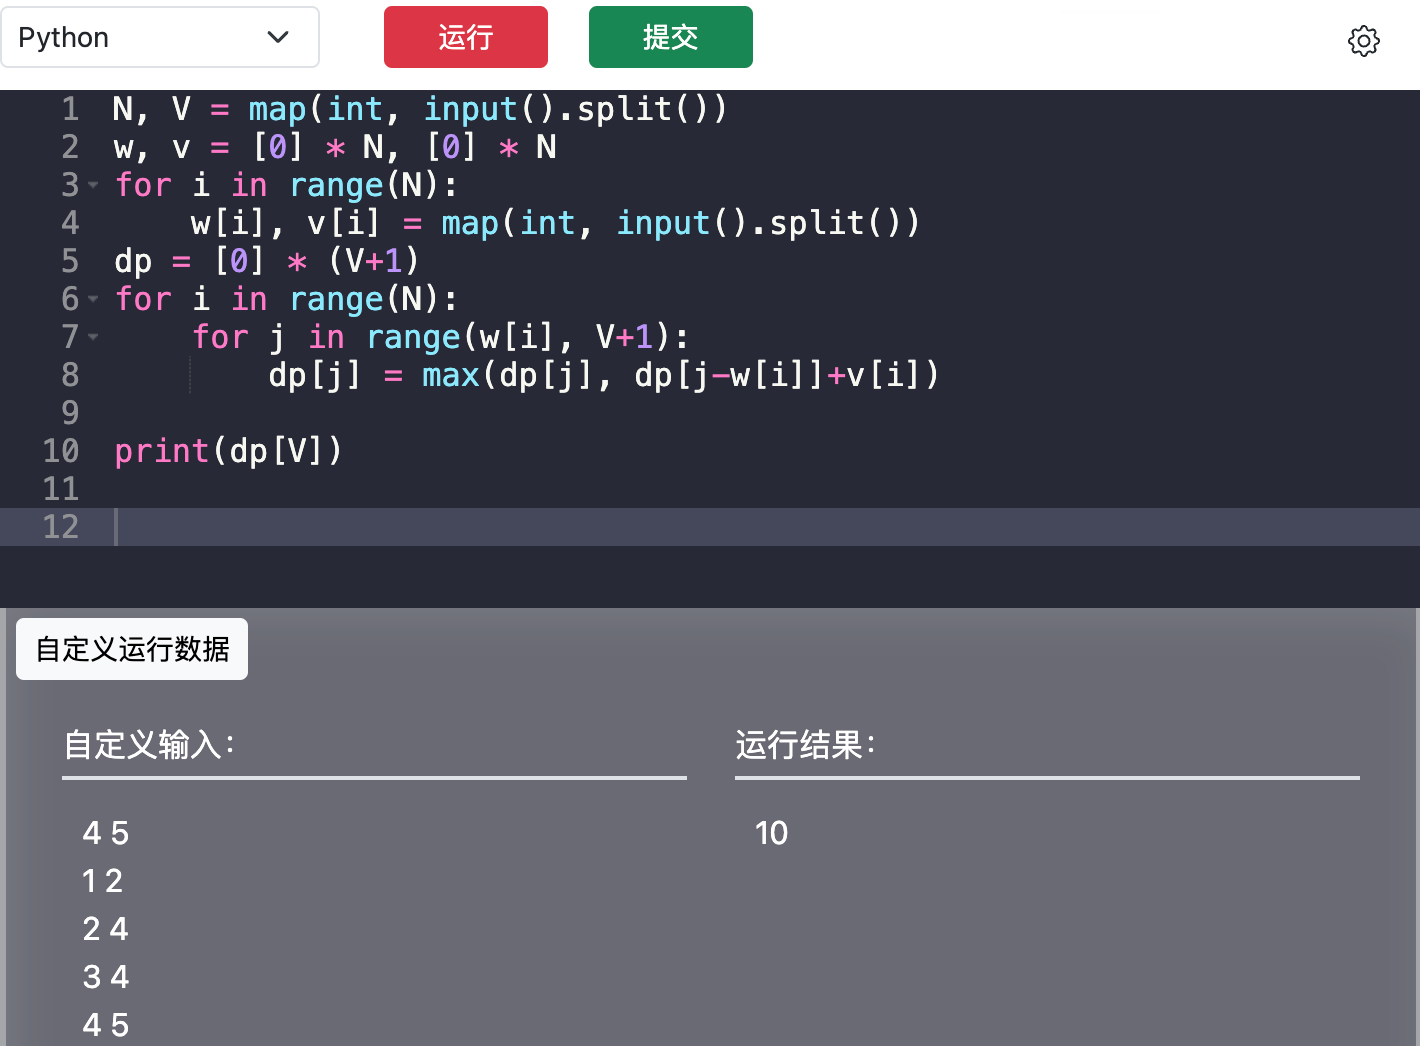 Python 运行 提交
1 N, V = map(int, input().split())
2 w, v = [0] * N, [0] * N
3 for i in range(N):
4     w[i], v[i] = map(int, input().split())
5 dp = [0] * (V+1)
6 for i in range(N):
7     for j in range(w[i], V+1):
8         dp[j] = max(dp[j], dp[j-w[i]]+v[i])
9
10 print(dp[V])
11
12
自定义运行数据
自定义输入：
4 5
1 2
2 4
3 4
4 5
运行结果：
10